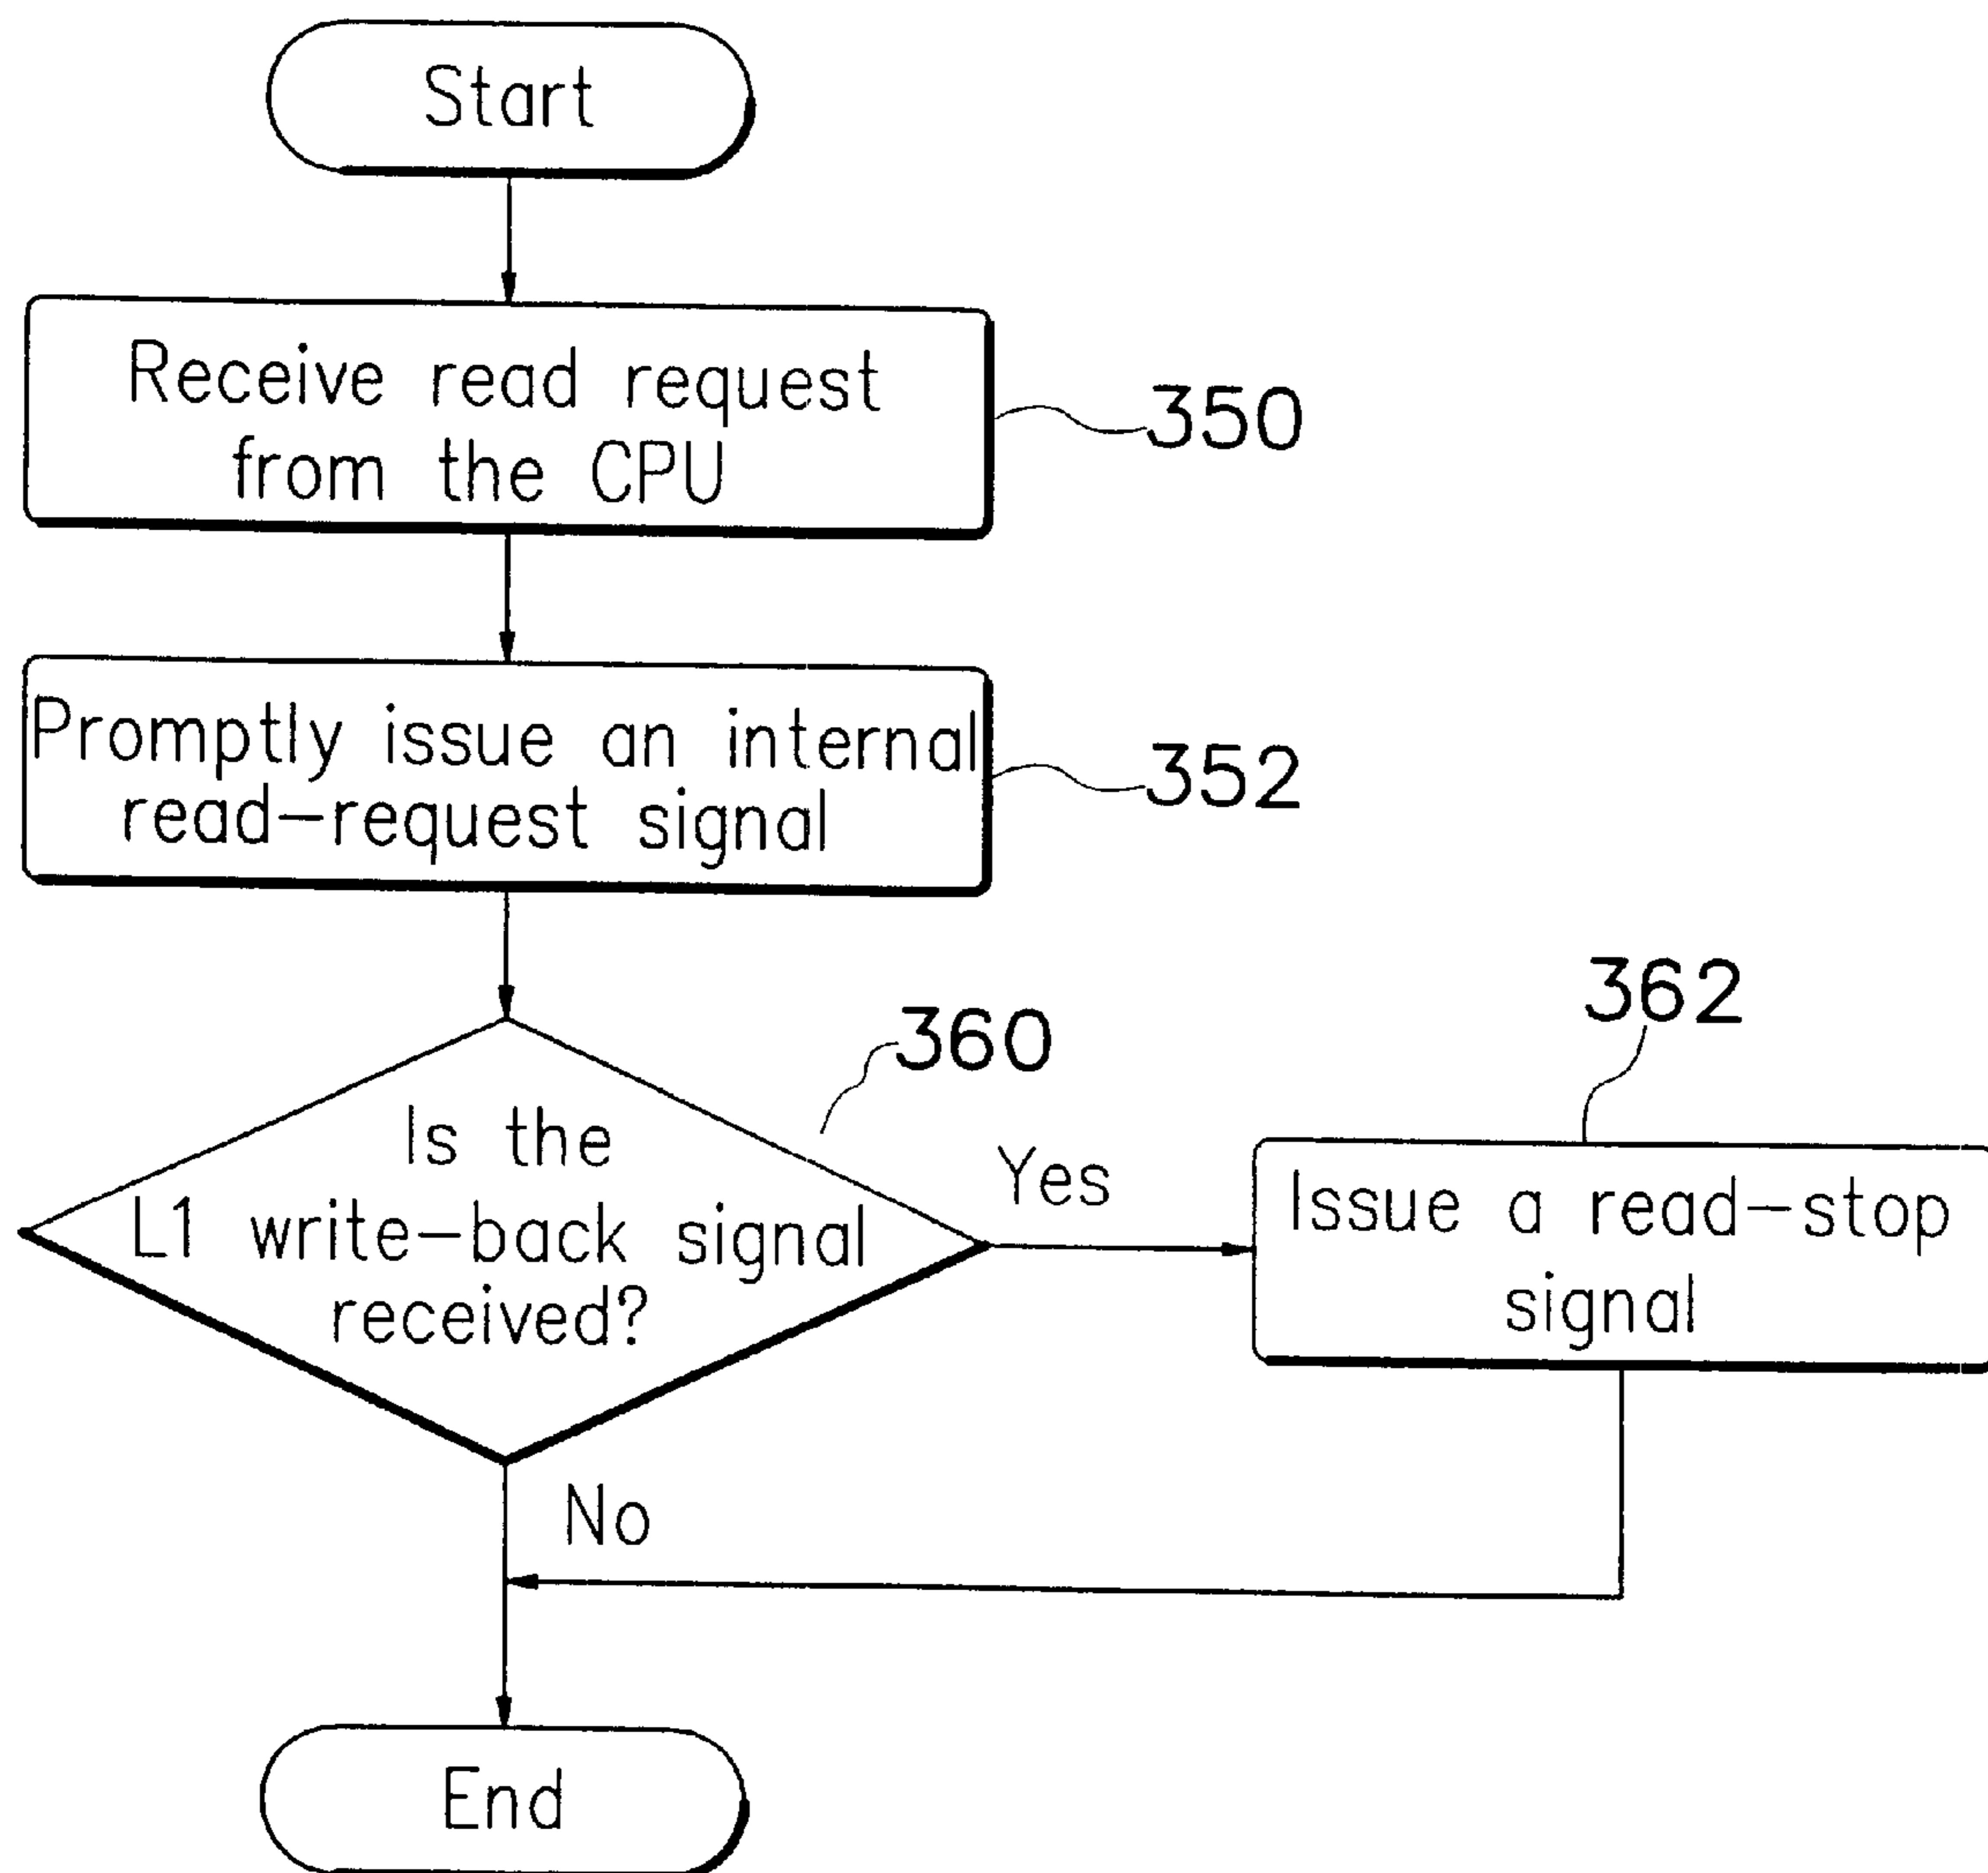 Start
Receive read request
from the CPU
350
Promptly issue an internal
read-request signal
352
360
362
Is the
L1 write-back signal
received?
Yes
Issue a read-stop
signal
No
End